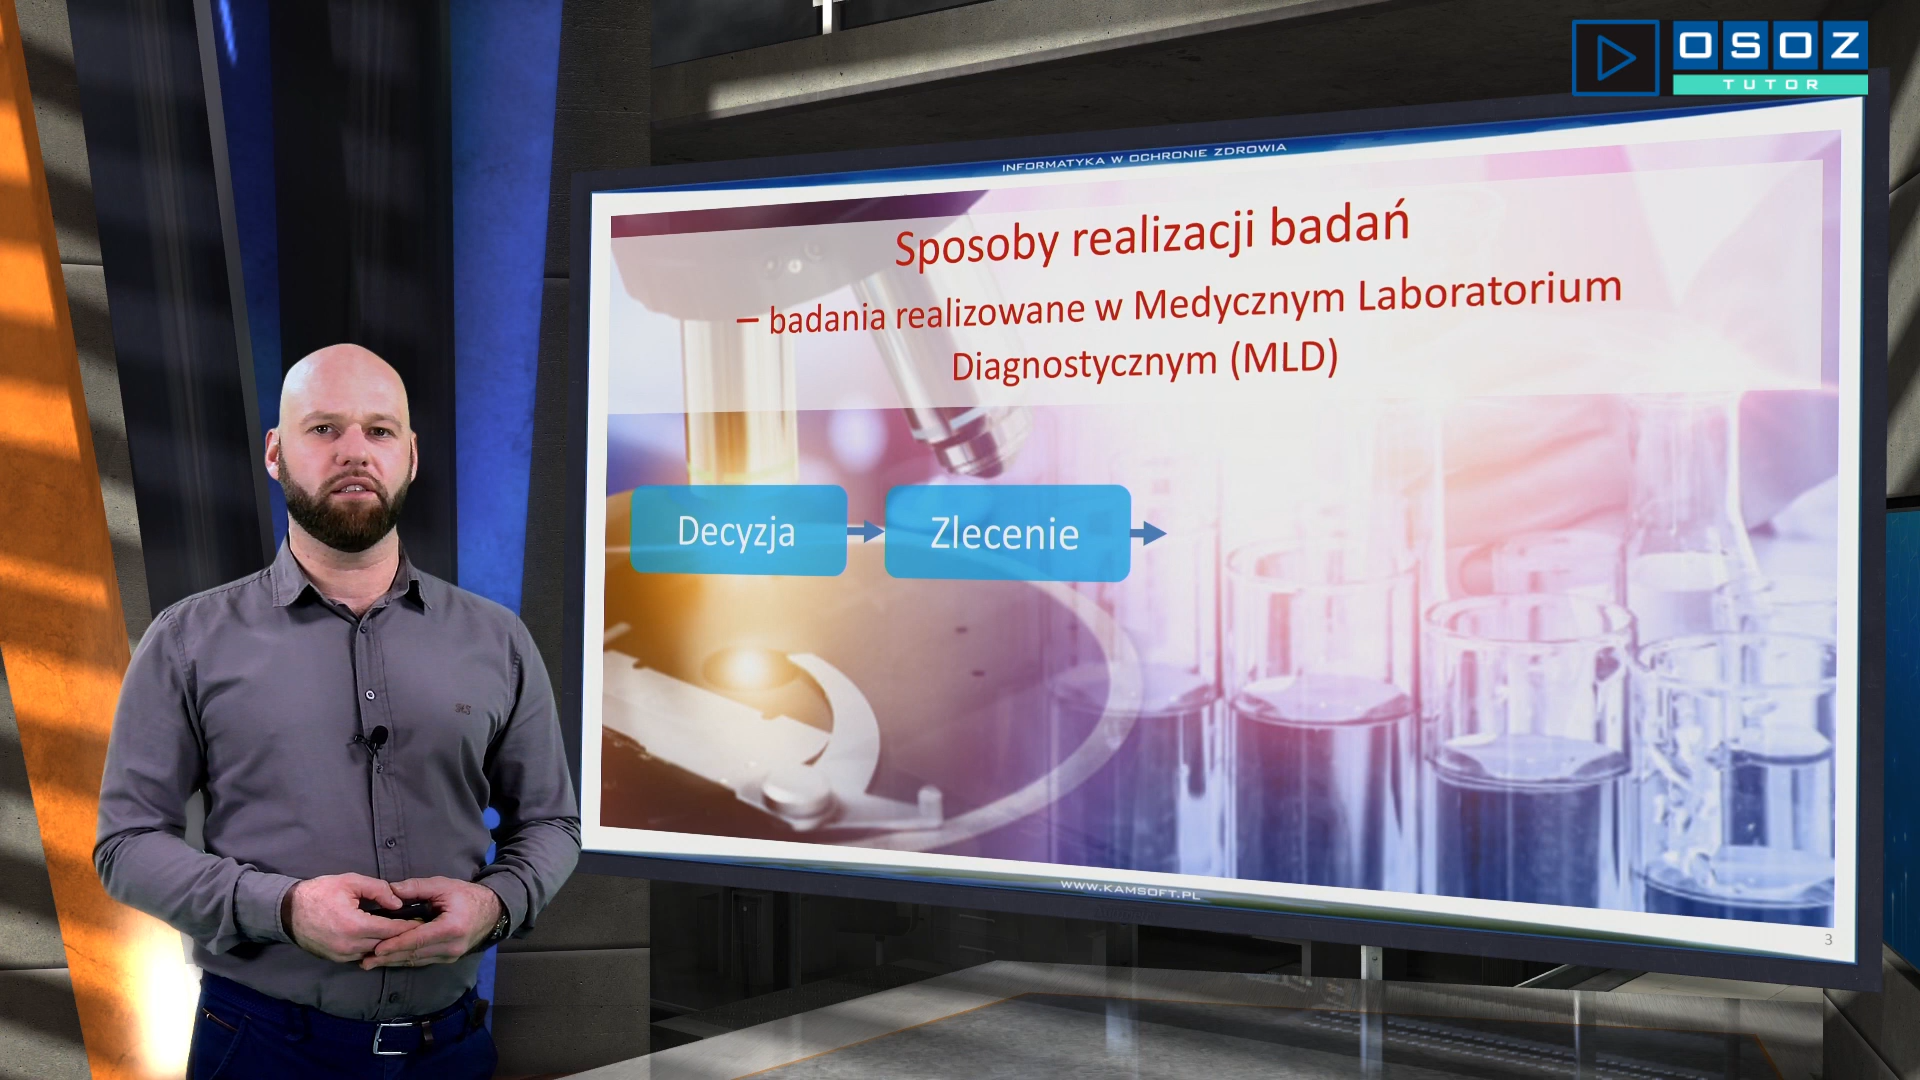 OSOZ
TUTOR
INFORMATYKA W OCHRONIE ZDROWIA
Sposoby realizacji badań
– badania realizowane w Medycznym Laboratorium
Diagnostycznym (MLD)
Decyzja
Zlecenie
WWW.KAMSOFT.PL
3